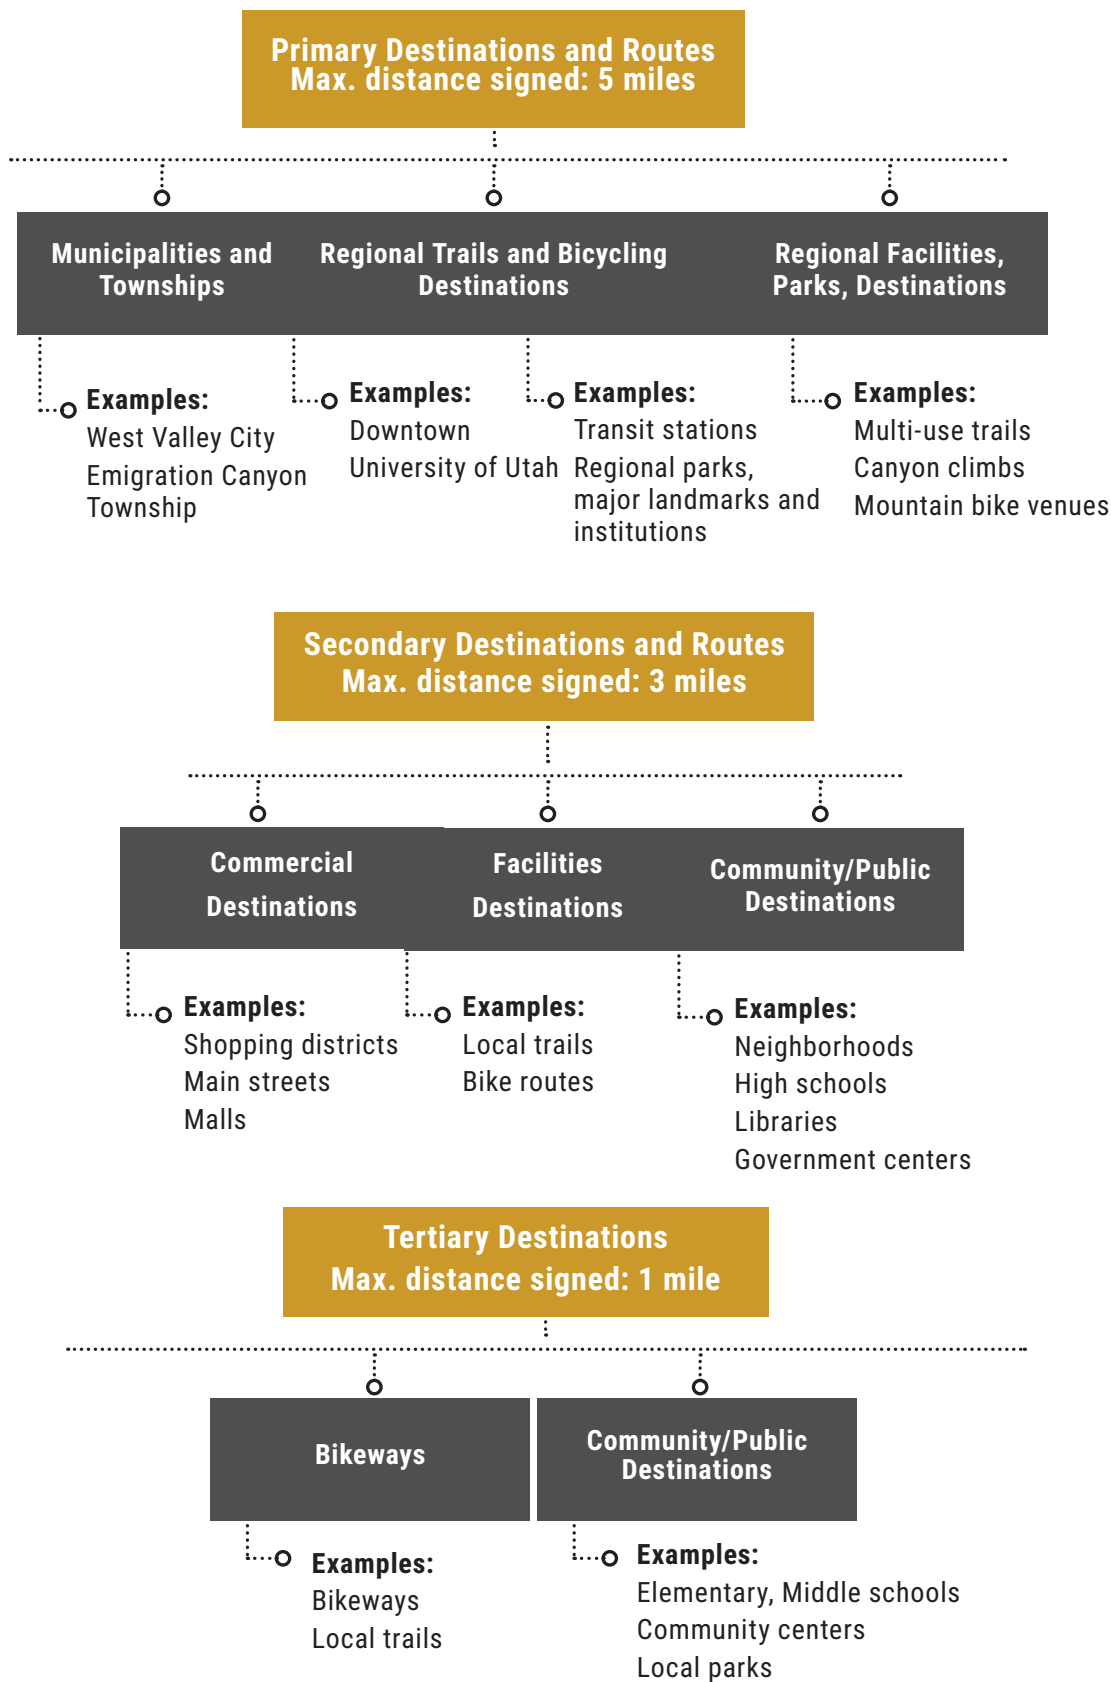 Primary Destinations and Routes
Max. distance signed: 5 miles
Municipalities and
Townships
Regional Trails and Bicycling
Destinations
Regional Facilities,
Parks, Destinations
Examples:
West Valley City
Emigration Canyon
Township
Examples:
Downtown
University of Utah
Examples:
Transit stations
Regional parks,
major landmarks and
institutions
Examples:
Multi-use trails
Canyon climbs
Mountain bike venues
Secondary Destinations and Routes
Max. distance signed: 3 miles
Commercial
Destinations
Facilities
Destinations
Community/Public
Destinations
Examples:
Shopping districts
Main streets
Malls
Examples:
Local trails
Bike routes
Examples:
Neighborhoods
High schools
Libraries
Government centers
Tertiary Destinations
Max. distance signed: 1 mile
Bikeways
Community/Public
Destinations
Examples:
Bikeways
Local trails
Examples:
Elementary, Middle schools
Community centers
Local parks